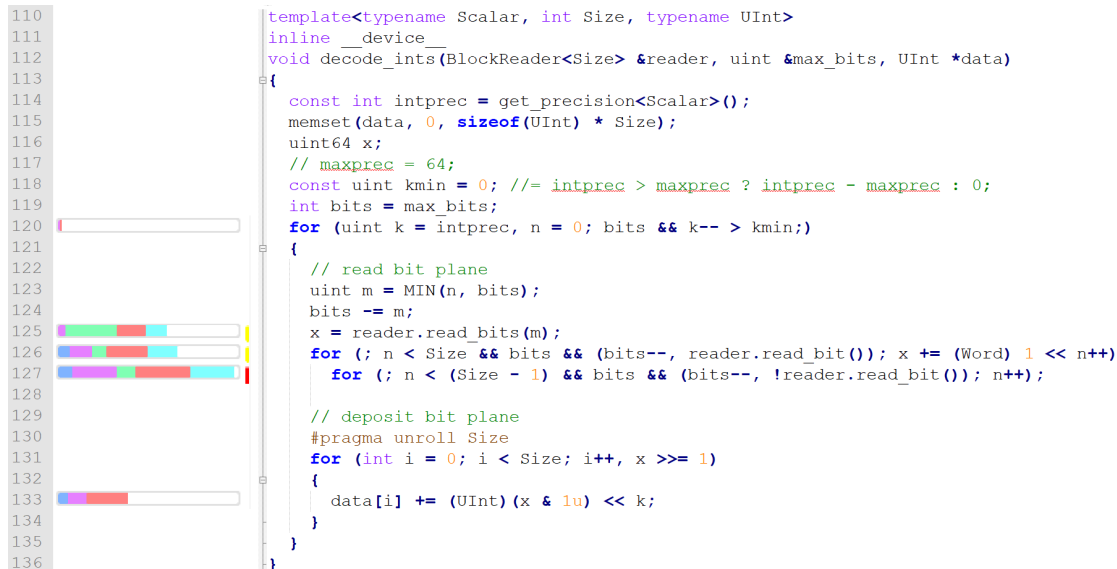 110 template<typename Scalar, int Size, typename UInt>
111 inline __device__
112 void decode_ints(BlockReader<Size> &reader, uint &max_bits, UInt *data)
113 {
114 const int intprec = get_precision<Scalar>();
115 memset(data, 0, sizeof(UInt) * Size);
116 uint64 x;
117 // maxprec = 64;
118 const uint kmin = 0; //= intprec > maxprec ? intprec - maxprec : 0;
119 int bits = max_bits;
120 for (uint k = intprec, n = 0; bits && k-- > kmin;)
121 {
122 // read bit plane
123 uint m = MIN(n, bits);
124 bits -= m;
125 x = reader.read_bits(m);
126 for (; n < Size && bits && (bits--, reader.read_bit()); x += (Word) 1 << n++)
127 for (; n < (Size - 1) && bits && (bits--, !reader.read_bit()); n++);
128
129 // deposit bit plane
130 #pragma unroll Size
131 for (int i = 0; i < Size; i++, x >>= 1)
132 {
133 data[i] += (UInt)(x & 1u) << k;
134 }
135 }
136 }